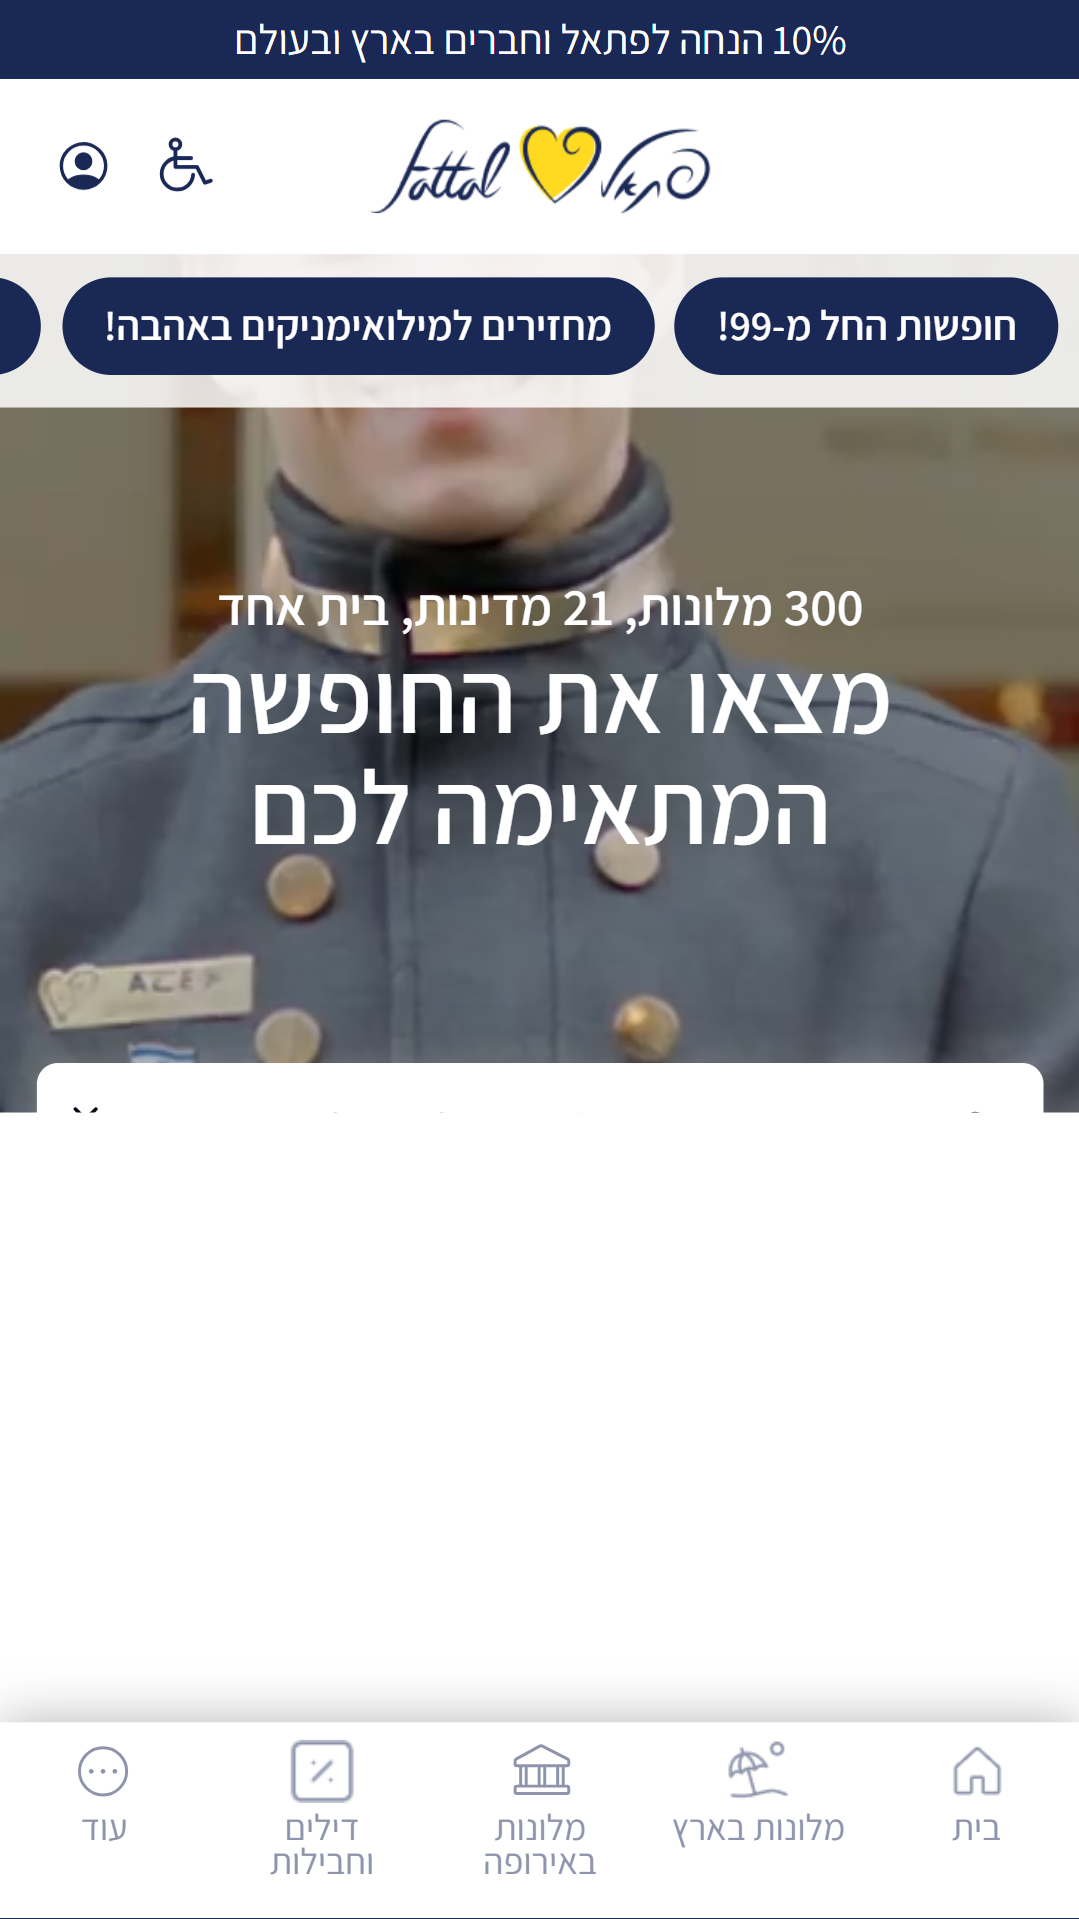 10% הנחה לפתאל וחברים בארץ ובעולם
fattal פתאל
חופשות החל מ-99!
מחזירים למילואימניקים באהבה!
300 מלונות, 21 מדינות, בית אחד
מצאו את החופשה
המתאימה לכם
בית
מלונות בארץ
מלונות
באירופה
דילים
וחבילות
עוד